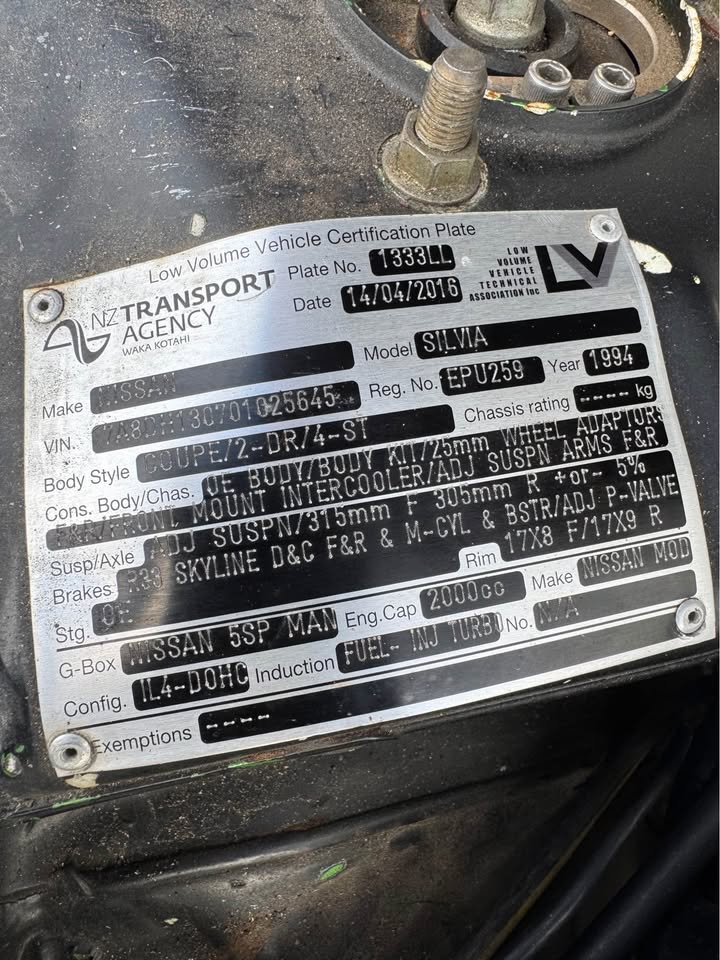 Low Volume Vehicle Certification Plate
NZ TRANSPORT AGENCY
WAKA KOTAHI
Plate No. 1333LL
Date 14/04/2016
LOW VOLUME VEHICLE TECHNICAL ASSOCIATION Inc
LV
Make NISSAN Model SILVIA
VIN. 7A8DH130701025645 Reg. No. EPU259 Year 1994
Body Style COUPE/2-DR/4-ST Chassis rating ---- kg
Cons. Body/Chas. OE BODY/BODY KIT/25mm WHEEL ADAPTORS
F&R/FRONT MOUNT INTERCOOLER/ADJ SUSPN ARMS F&R
Susp/Axle ADJ SUSPN/315mm F 305mm R +or- 5%
Brakes R33 SKYLINE D&C F&R & M-CYL & BSTR/ADJ P-VALVE
Stg. OE Rim 17X8 F/17X9 R
G-Box NISSAN 5SP MAN Eng.Cap 2000cc Make NISSAN MOD
Config. IL4-DOHC Induction FUEL- INJ TURBO No. N/A
Exemptions ----